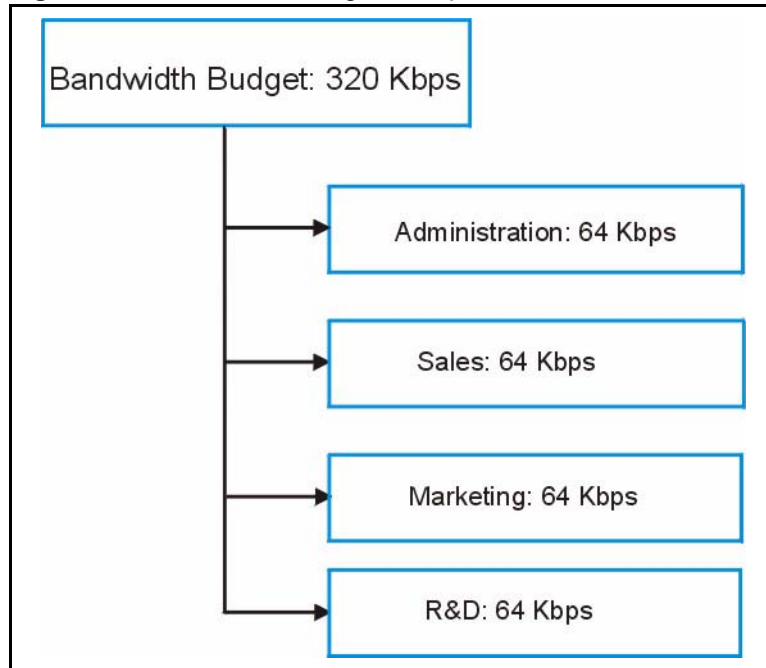 Bandwidth Budget: 320 Kbps
Administration: 64 Kbps
Sales: 64 Kbps
Marketing: 64 Kbps
R&D: 64 Kbps